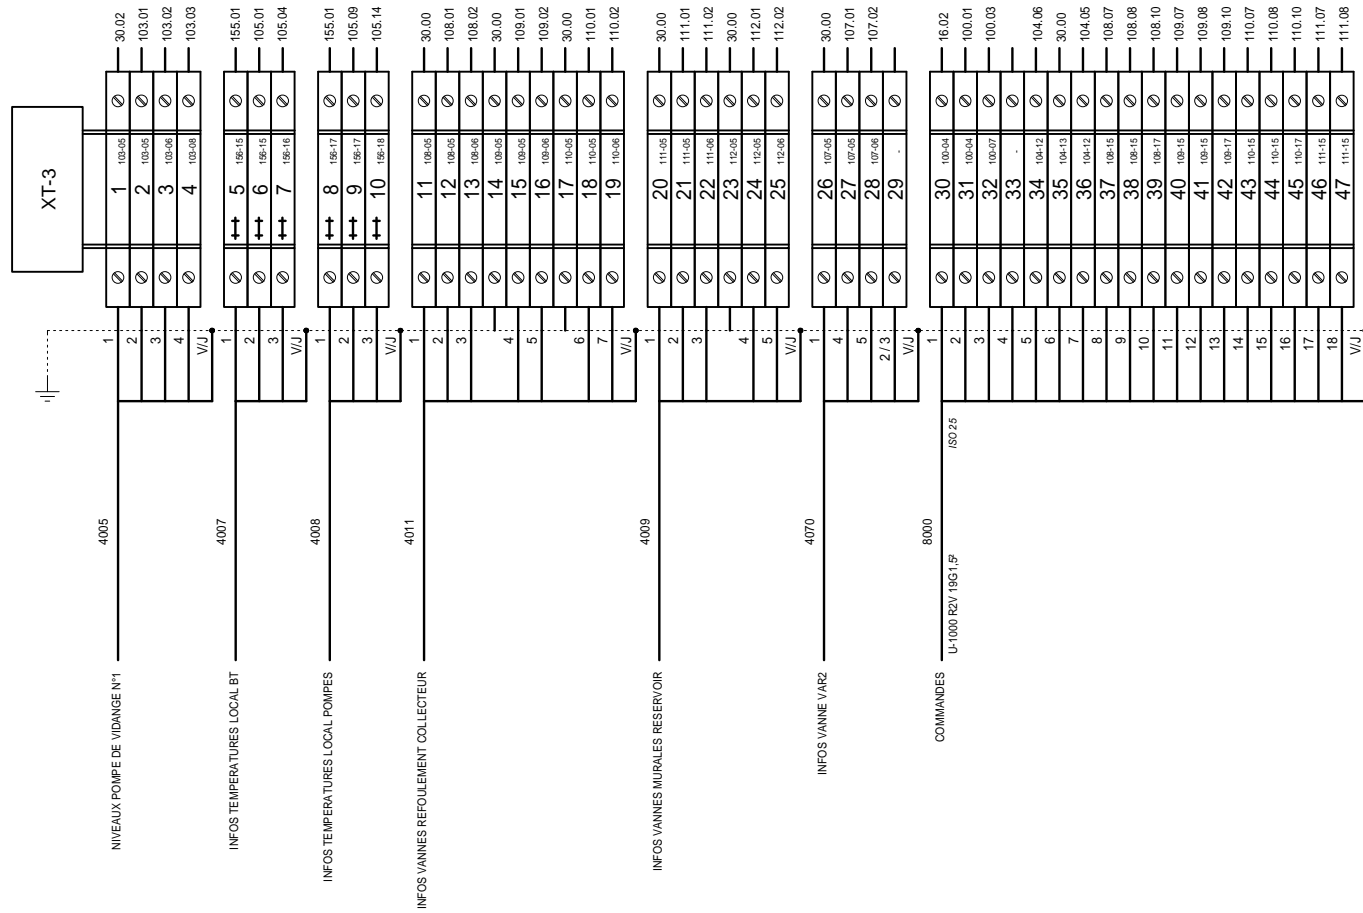 XT-3
30.02 103.01 103.02 103.03
155.01 105.01 105.04
155.01 105.09 105.14
30.00 108.01 108.02 30.00 109.01 109.02 30.00 110.01 110.02
30.00 111.01 111.02 30.00 112.01 112.02
30.00 107.01 107.02
16.02 100.01 100.03 104.06 30.00 104.05 108.07 108.08 108.10 109.07 109.08 109.10 110.07 110.08 110.10 111.07 111.08
103-05 103-05 103-06 103-08
156-15 156-15 156-16
156-17 156-17 156-18
108-05 108-05 108-06 109-05 109-05 109-06 110-05 110-05 110-06
111-05 111-05 111-06 112-05 112-05 112-06
107-05 107-05 107-06 -
100-04 100-04 100-07 - 104-12 104-13 104-12 108-15 108-15 108-17 109-15 109-15 109-17 110-15 110-15 110-17 111-15 111-15
1 2 3 4
5 6 7
8 9 10
11 12 13 14 15 16 17 18 19
20 21 22 23 24 25
26 27 28 29
30 31 32 33 34 35 36 37 38 39 40 41 42 43 44 45 46 47
1 2 3 4 V/J
1 2 3 V/J
1 2 3 V/J
1 2 3 4 5 6 7 V/J
1 2 3 4 5 V/J
1 4 5 2 / 3 V/J
1 2 3 4 5 6 7 8 9 10 11 12 13 14 15 16 17 18 V/J
ISO 25
4005
4007
4008
4011
4009
4070
8000
U-1000 R2V 19G1,5²
NIVEAUX POMPE DE VIDANGE N°1
INFOS TEMPERATURES LOCAL BT
INFOS TEMPERATURES LOCAL POMPES
INFOS VANNES REFOULEMENT COLLECTEUR
INFOS VANNES MURALES RESERVOIR
INFOS VANNE VAR2
COMMANDES